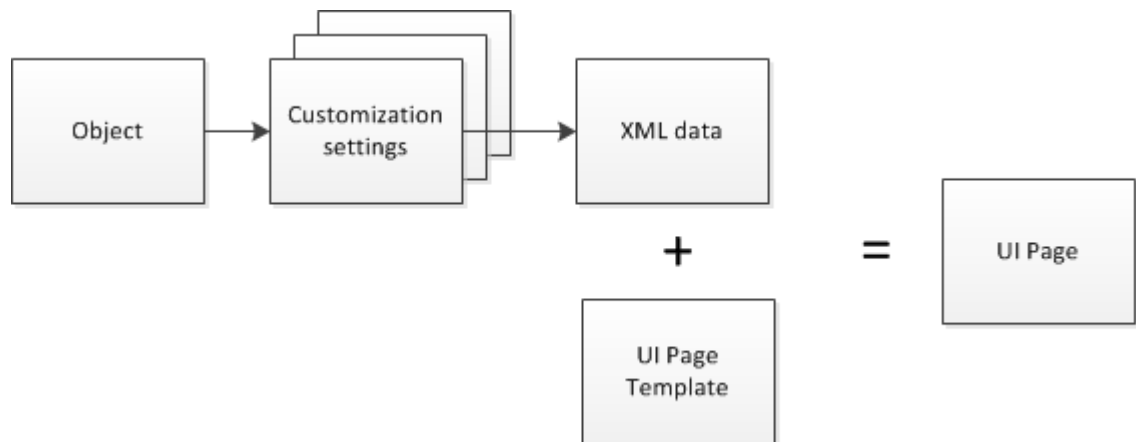 Object
Customization
settings
XML data
+
=
UI Page
UI Page
Template